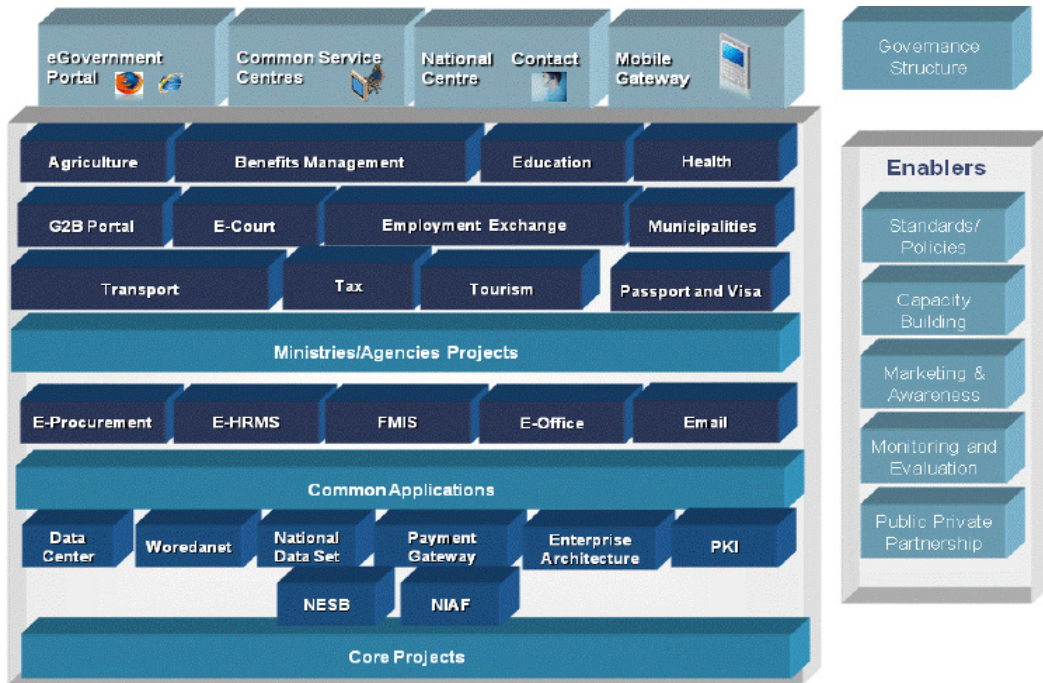 eGovernment
Portal
Common Service
Centres
National Contact
Centre
Mobile
Gateway
Governance
Structure
Agriculture
Benefits Management
Education
Health
G2B Portal
E-Court
Employment Exchange
Municipalities
Transport
Tax
Tourism
Passport and Visa
Ministries/Agencies Projects
E-Procurement
E-HRMS
FMIS
E-Office
Email
Common Applications
Data
Center
Woredanet
National
Data Set
Payment
Gateway
Enterprise
Architecture
PKI
NESB
NIAF
Core Projects
Enablers
Standards/
Policies
Capacity
Building
Marketing &
Awareness
Monitoring and
Evaluation
Public Private
Partnership